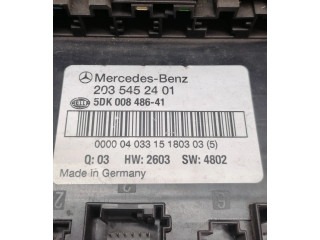 Mercedes-Benz
203 545 24 01
HELLA 5DK 008 486-41
0000 04 033 15 1803 03 (5)
Q: 03 HW: 2603 SW: 4802
Made in Germany